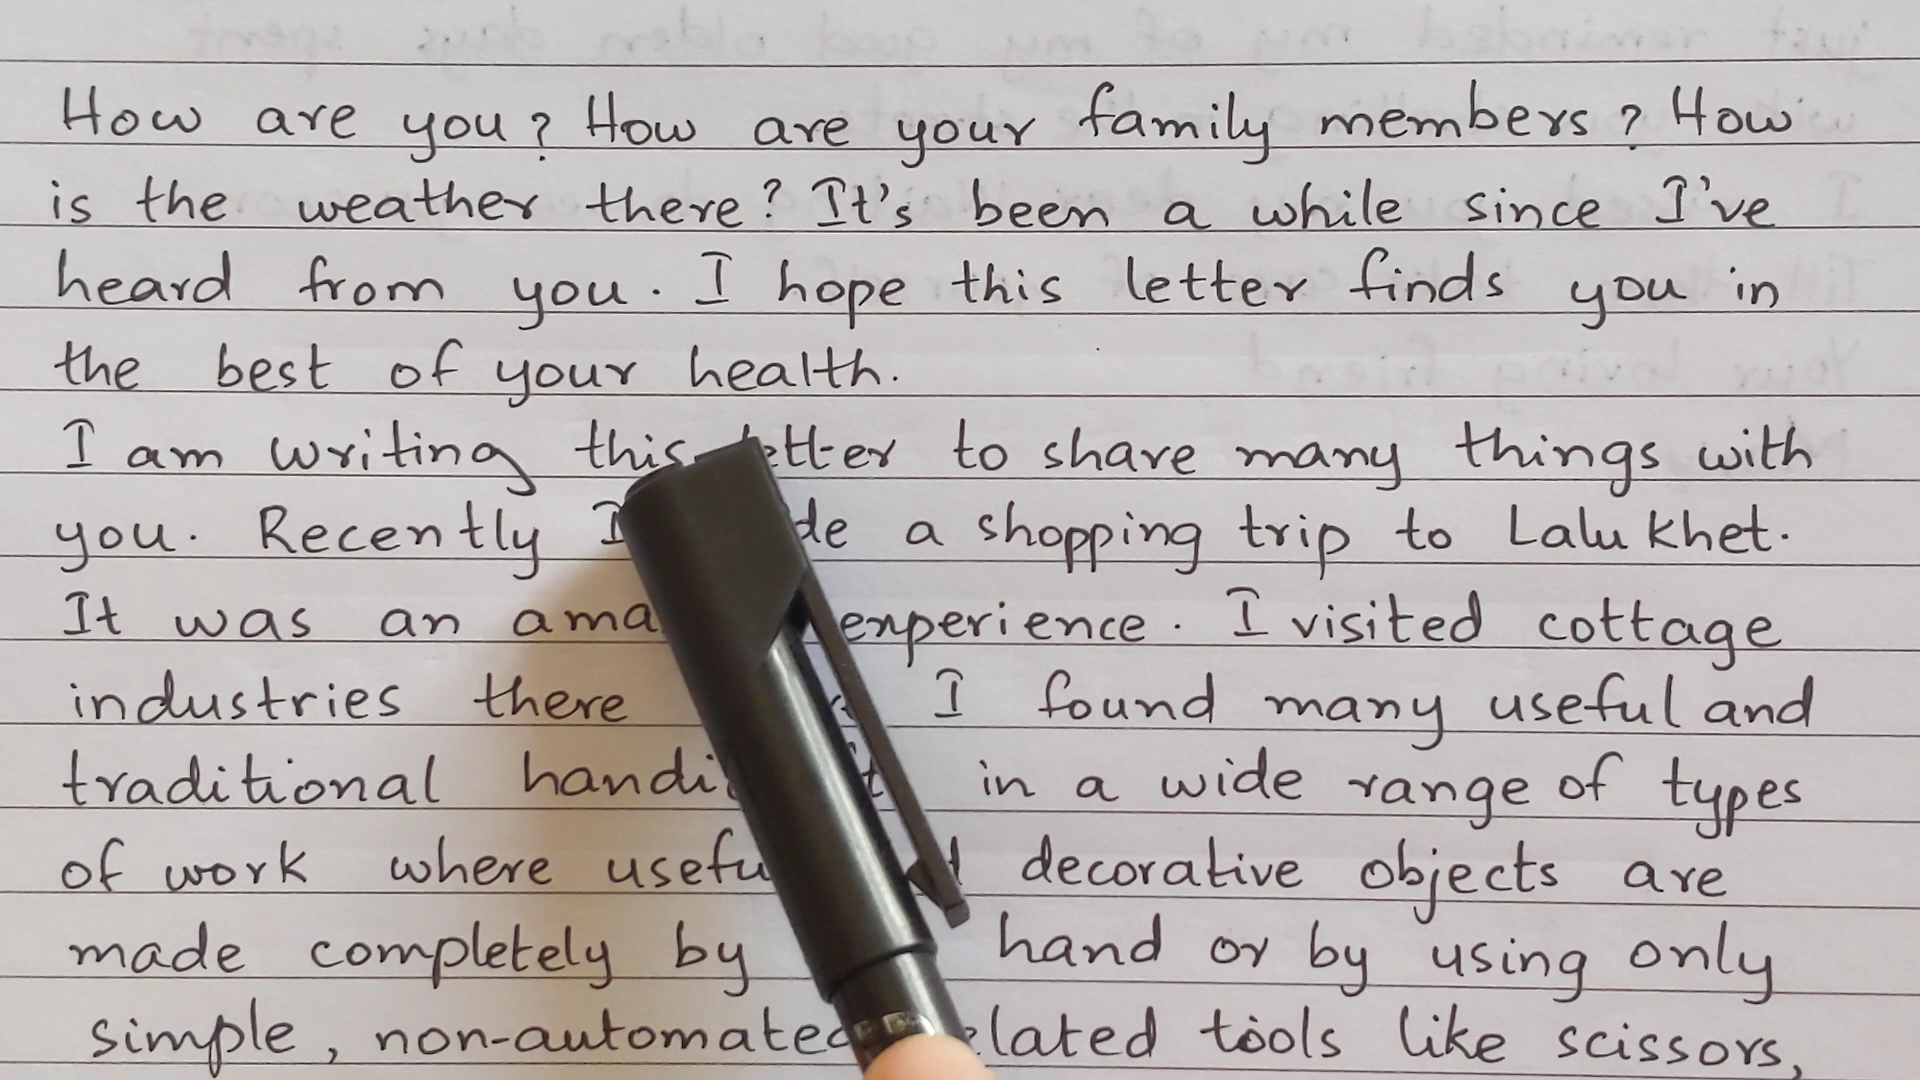 How are you? How are your family members? How
is the weather there? It's been a while since I've
heard from you. I hope this letter finds you in
the best of your health.
I am writing this letter to share many things with
you. Recently I a shopping trip to Lalu Khet.
It was an experience. I visited cottage
industries there I found many useful and
traditional in a wide range of types
of work where decorative objects are
made completely by hand or by using only
simple, non-automated related tools like scissors,